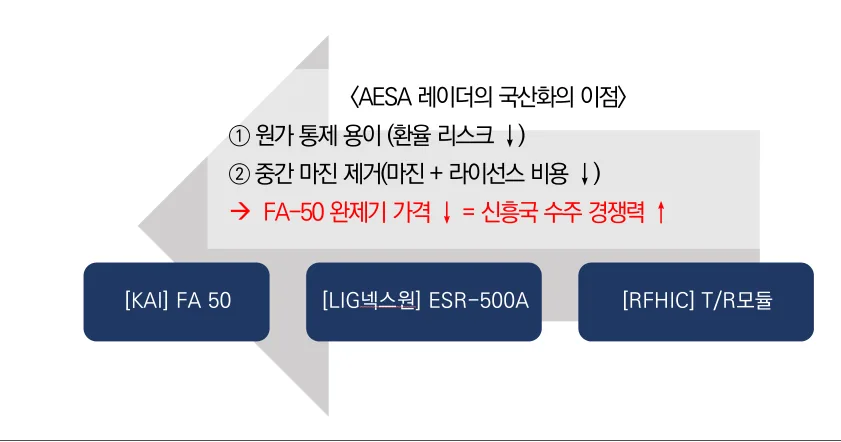 <AESA 레이더의 국산화의 이점>
① 원가 통제 용이 (환율 리스크 ↓)
② 중간 마진 제거(마진 + 라이선스 비용 ↓)
→ FA-50 완제기 가격 ↓ = 신흥국 수주 경쟁력 ↑
[KAI] FA 50
[LIG넥스원] ESR-500A
[RFHIC] T/R모듈